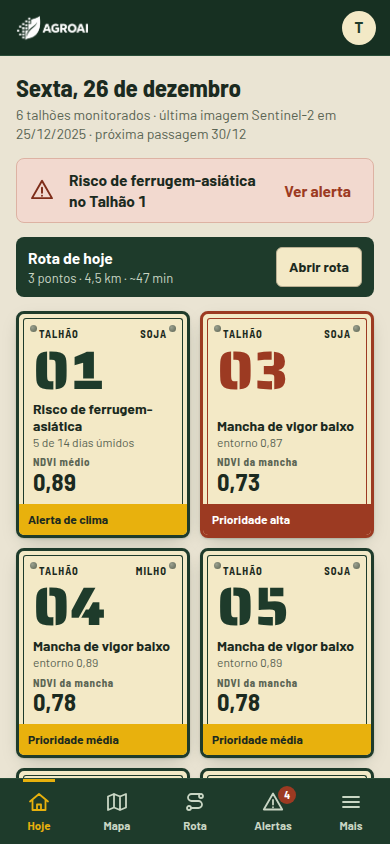 AGROAI
T
Sexta, 26 de dezembro
6 talhões monitorados · última imagem Sentinel-2 em
25/12/2025 · próxima passagem 30/12
Risco de ferrugem-asiática
no Talhão 1
Ver alerta
Rota de hoje
3 pontos · 4,5 km · ~47 min
Abrir rota
TALHÃO SOJA
01
Risco de ferrugem-
asiática
5 de 14 dias úmidos
NDVI médio
0,89
Alerta de clima
TALHÃO SOJA
03
Mancha de vigor baixo
entorno 0,87
NDVI da mancha
0,73
Prioridade alta
TALHÃO MILHO
04
Mancha de vigor baixo
entorno 0,89
NDVI da mancha
0,78
Prioridade média
TALHÃO SOJA
05
Mancha de vigor baixo
entorno 0,89
NDVI da mancha
0,78
Prioridade média
Hoje
Mapa
Rota
4
Alertas
Mais